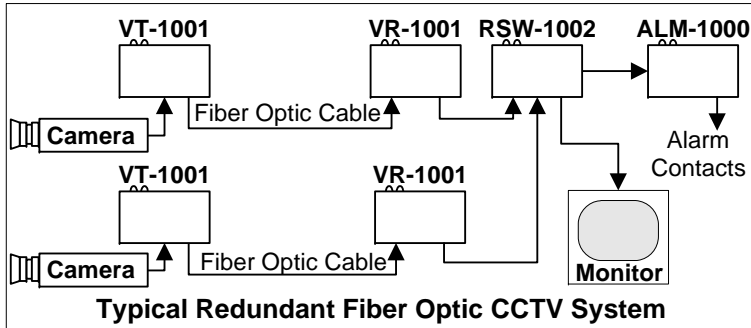 VT-1001
VR-1001
RSW-1002
ALM-1000
Fiber Optic Cable
Camera
Alarm
Contacts
VT-1001
VR-1001
Fiber Optic Cable
Camera
Monitor
Typical Redundant Fiber Optic CCTV System